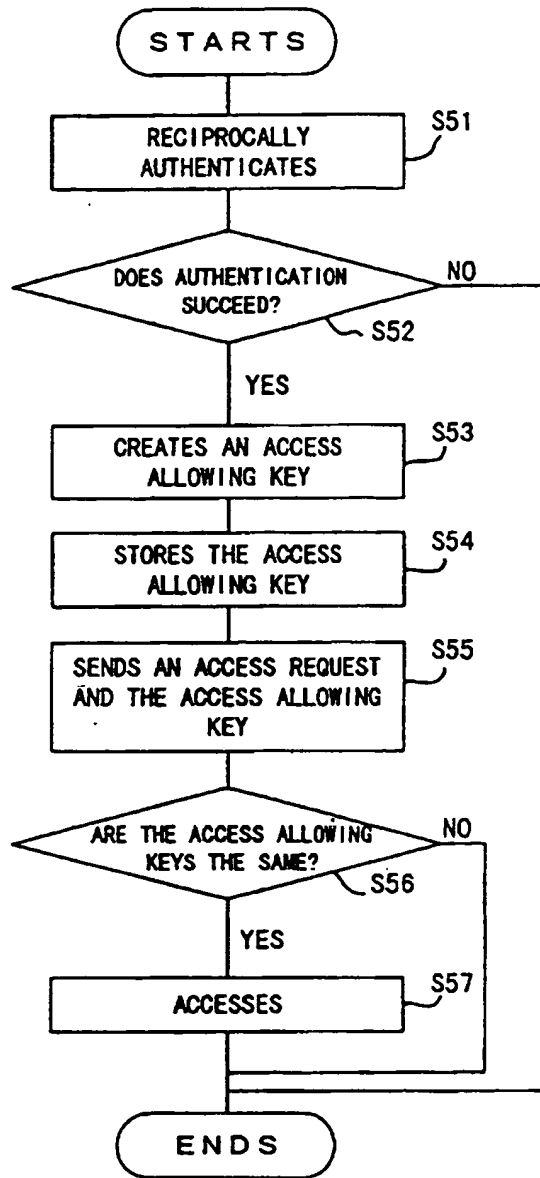 STARTS
S51
RECIPROCALLY
AUTHENTICATES
DOES AUTHENTICATION
SUCCEED?
NO
S52
YES
S53
CREATES AN ACCESS
ALLOWING KEY
S54
STORES THE ACCESS
ALLOWING KEY
S55
SENDS AN ACCESS REQUEST
AND THE ACCESS ALLOWING
KEY
ARE THE ACCESS ALLOWING
KEYS THE SAME?
NO
S56
YES
S57
ACCESSES
ENDS